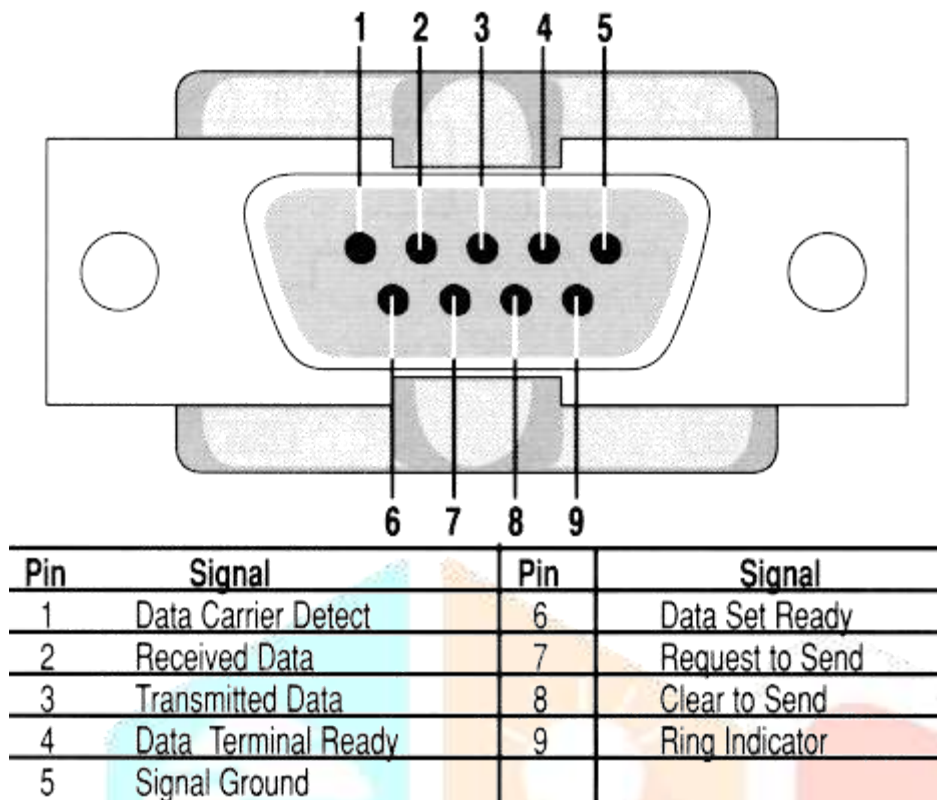 1 2 3 4 5
6 7 8 9
Pin Signal Pin Signal
1 Data Carrier Detect 6 Data Set Ready
2 Received Data 7 Request to Send
3 Transmitted Data 8 Clear to Send
4 Data Terminal Ready 9 Ring Indicator
5 Signal Ground